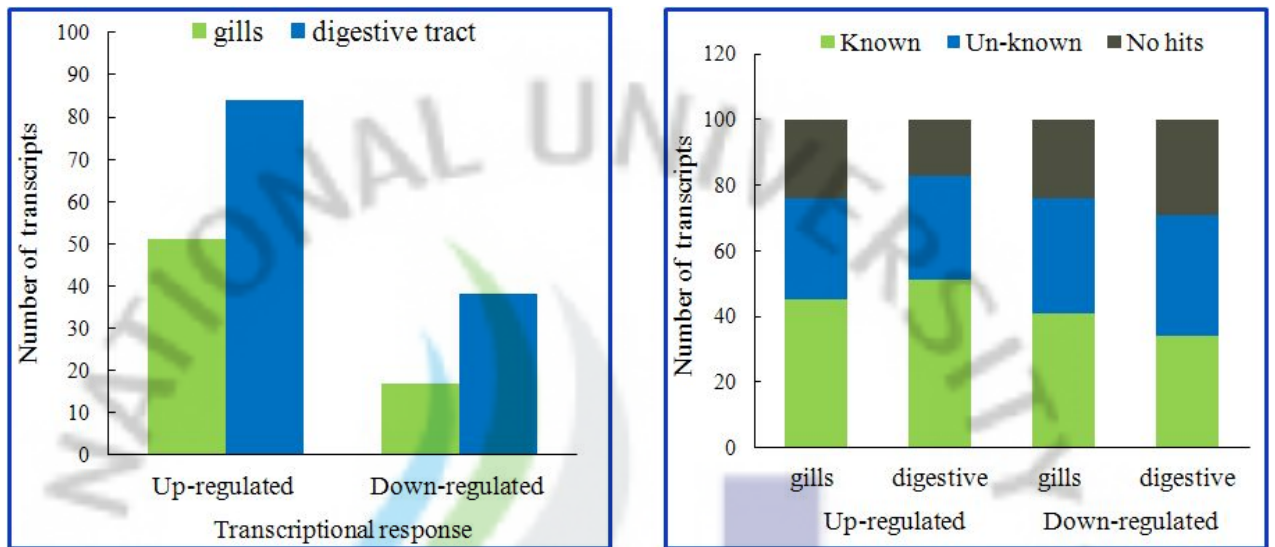 gills digestive tract
100
90
80
70
60
50
40
30
20
10
0
Number of transcripts
Up-regulated Down-regulated
Transcriptional response
Known Un-known No hits
120
100
80
60
40
20
0
Number of transcripts
gills digestive gills digestive
Up-regulated Down-regulated
NATIONAL UNIVERSITY